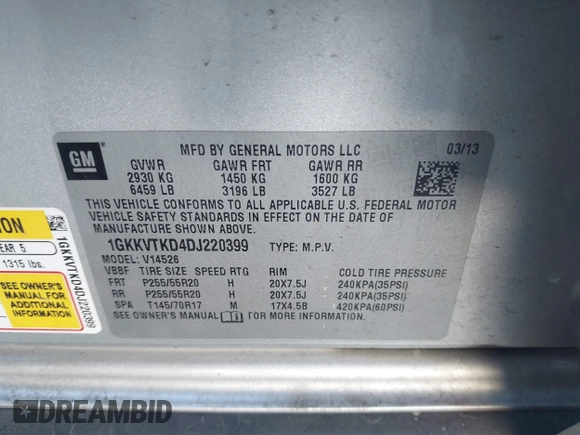 GM
MFD BY GENERAL MOTORS LLC 03/13
GVWR GAWR FRT GAWR RR
2930 KG 1450 KG 1600 KG
6459 LB 3196 LB 3527 LB
THIS VEHICLE CONFORMS TO ALL APPLICABLE U.S. FEDERAL MOTOR
VEHICLE SAFETY STANDARDS IN EFFECT ON THE DATE OF
MANUFACTURE SHOWN ABOVE.
1GKKVTKD4DJ220399 TYPE: M.P.V.
MODEL: V14526
VBBF TIRE SIZE SPEED RTG RIM COLD TIRE PRESSURE
FRT P255/55R20 H 20X7.5J 240KPA(35PSI)
RR P255/55R20 H 20X7.5J 240KPA(35PSI)
SPA T145/70R17 M 17X4.5B 420KPA(60PSI)
SEE OWNER'S MANUAL FOR MORE INFORMATION.
EAR 5
1315 lbs.
SEE OWNER'S
MANUAL FOR
1GKKVTKD4DJ220399
DREAMBID